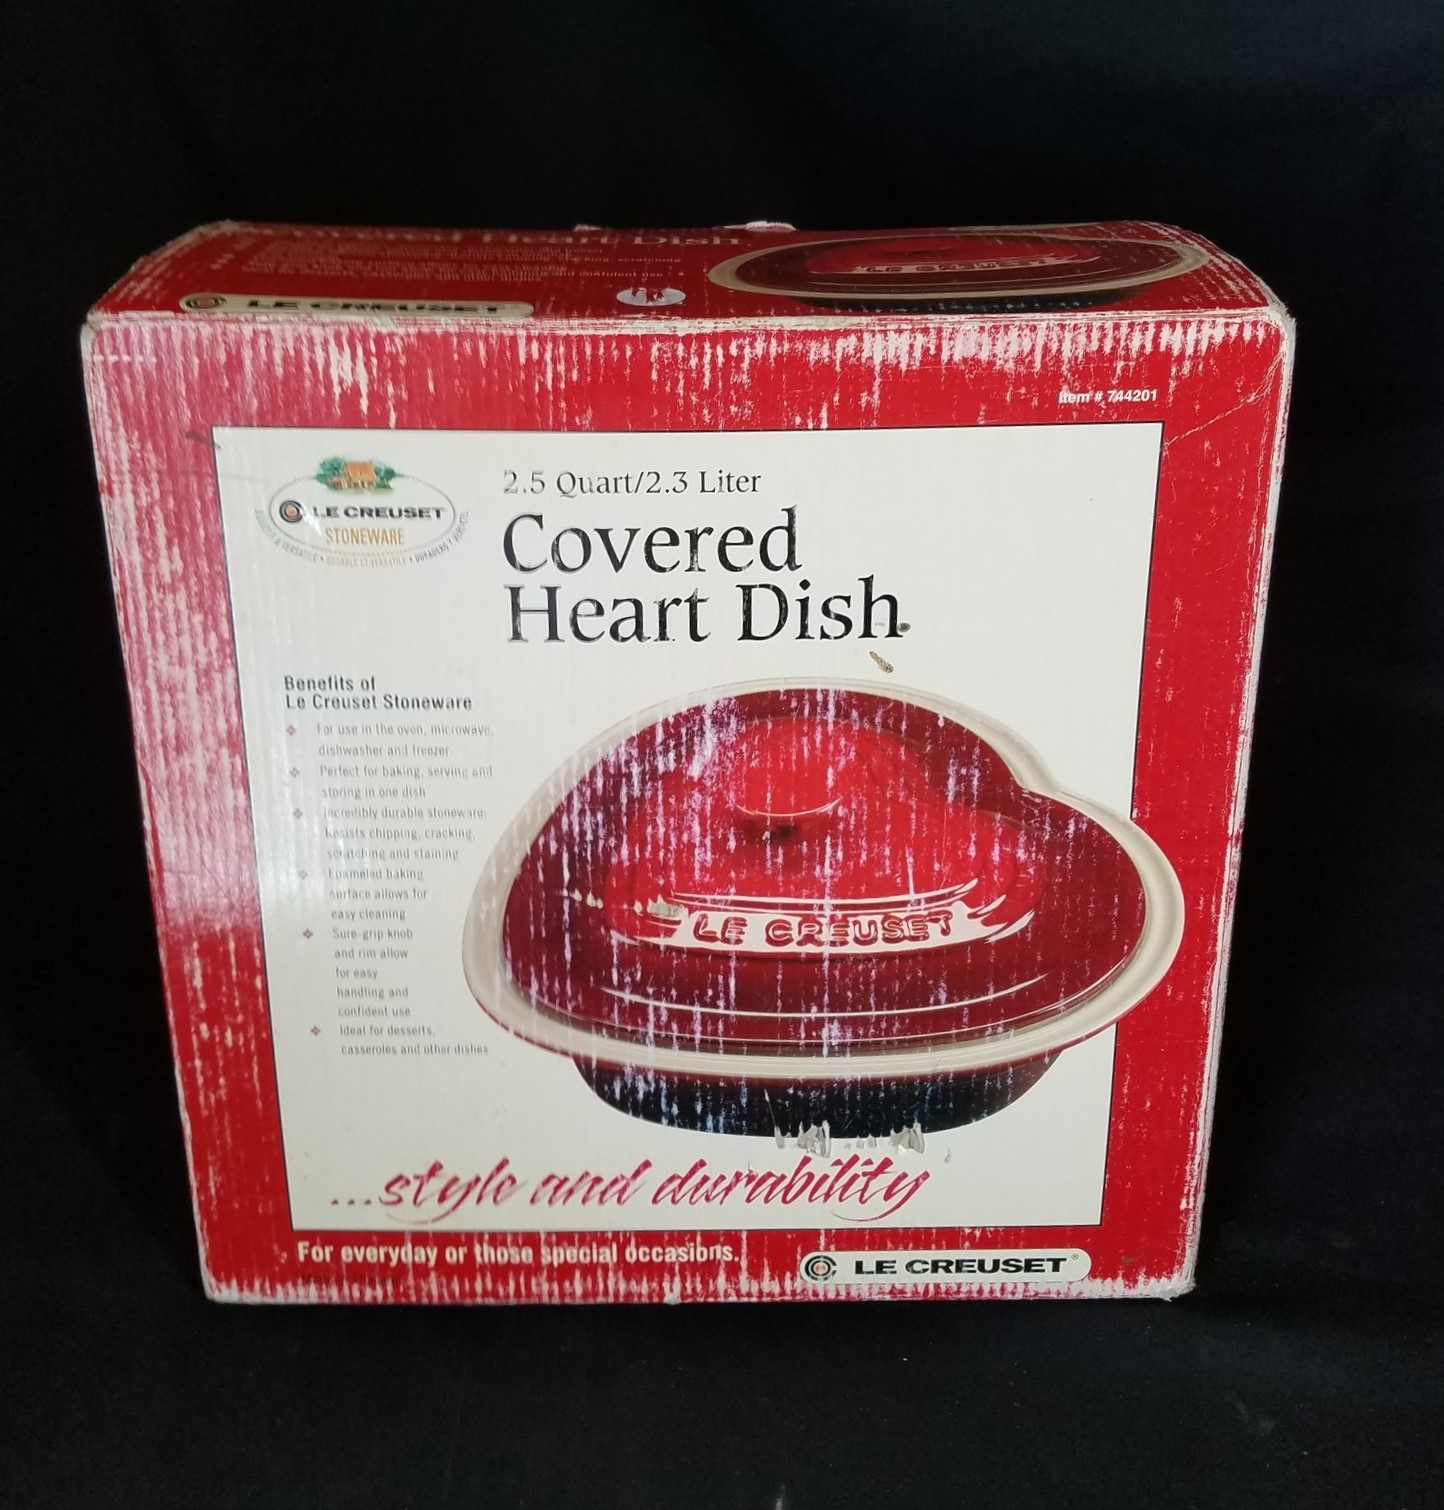 Heart Dish
LE CREUSET
LE CREUSET
Item # 744201
LE CREUSET
STONEWARE
2.5 Quart/2.3 Liter
Covered
Heart Dish
Benefits of
Le Creuset Stoneware
For use in the oven, microwave,
dishwasher and freezer
Perfect for baking, serving and
storing in one dish
Incredibly durable stoneware:
Resists chipping, cracking,
scratching and staining
Enameled baking
surface allows for
easy cleaning
Sure-grip knob
and rim allow
for easy
handling and
confident use
Ideal for desserts,
casseroles and other dishes
LE CREUSET
...style and durability
For everyday or those special occasions.
LE CREUSET®